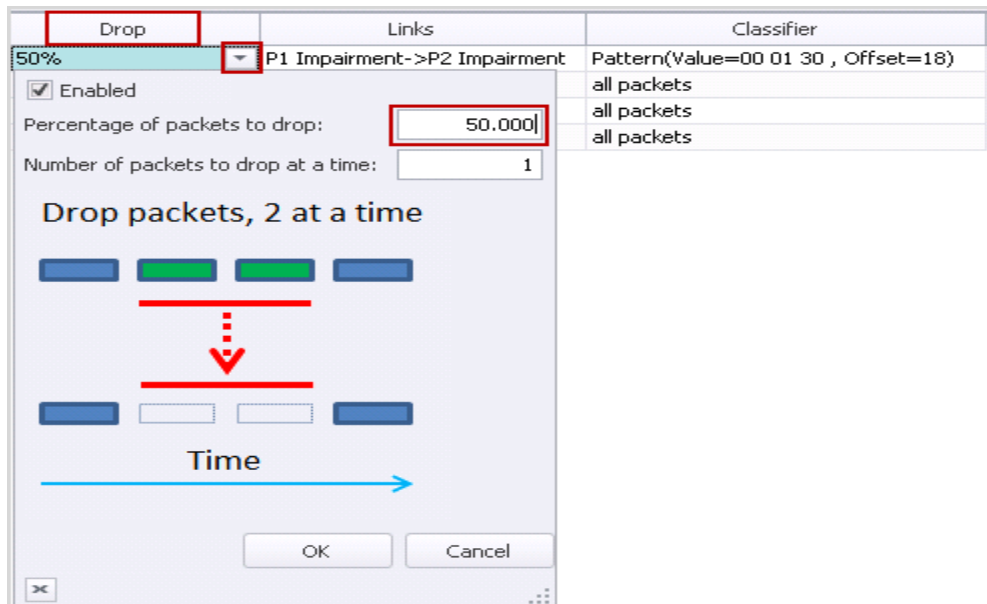 Drop Links Classifier
50% P1 Impairment->P2 Impairment Pattern(Value=00 01 30 , Offset=18)
Enabled all packets
Percentage of packets to drop: 50.000 all packets
all packets
Number of packets to drop at a time: 1
Drop packets, 2 at a time
Time
OK Cancel